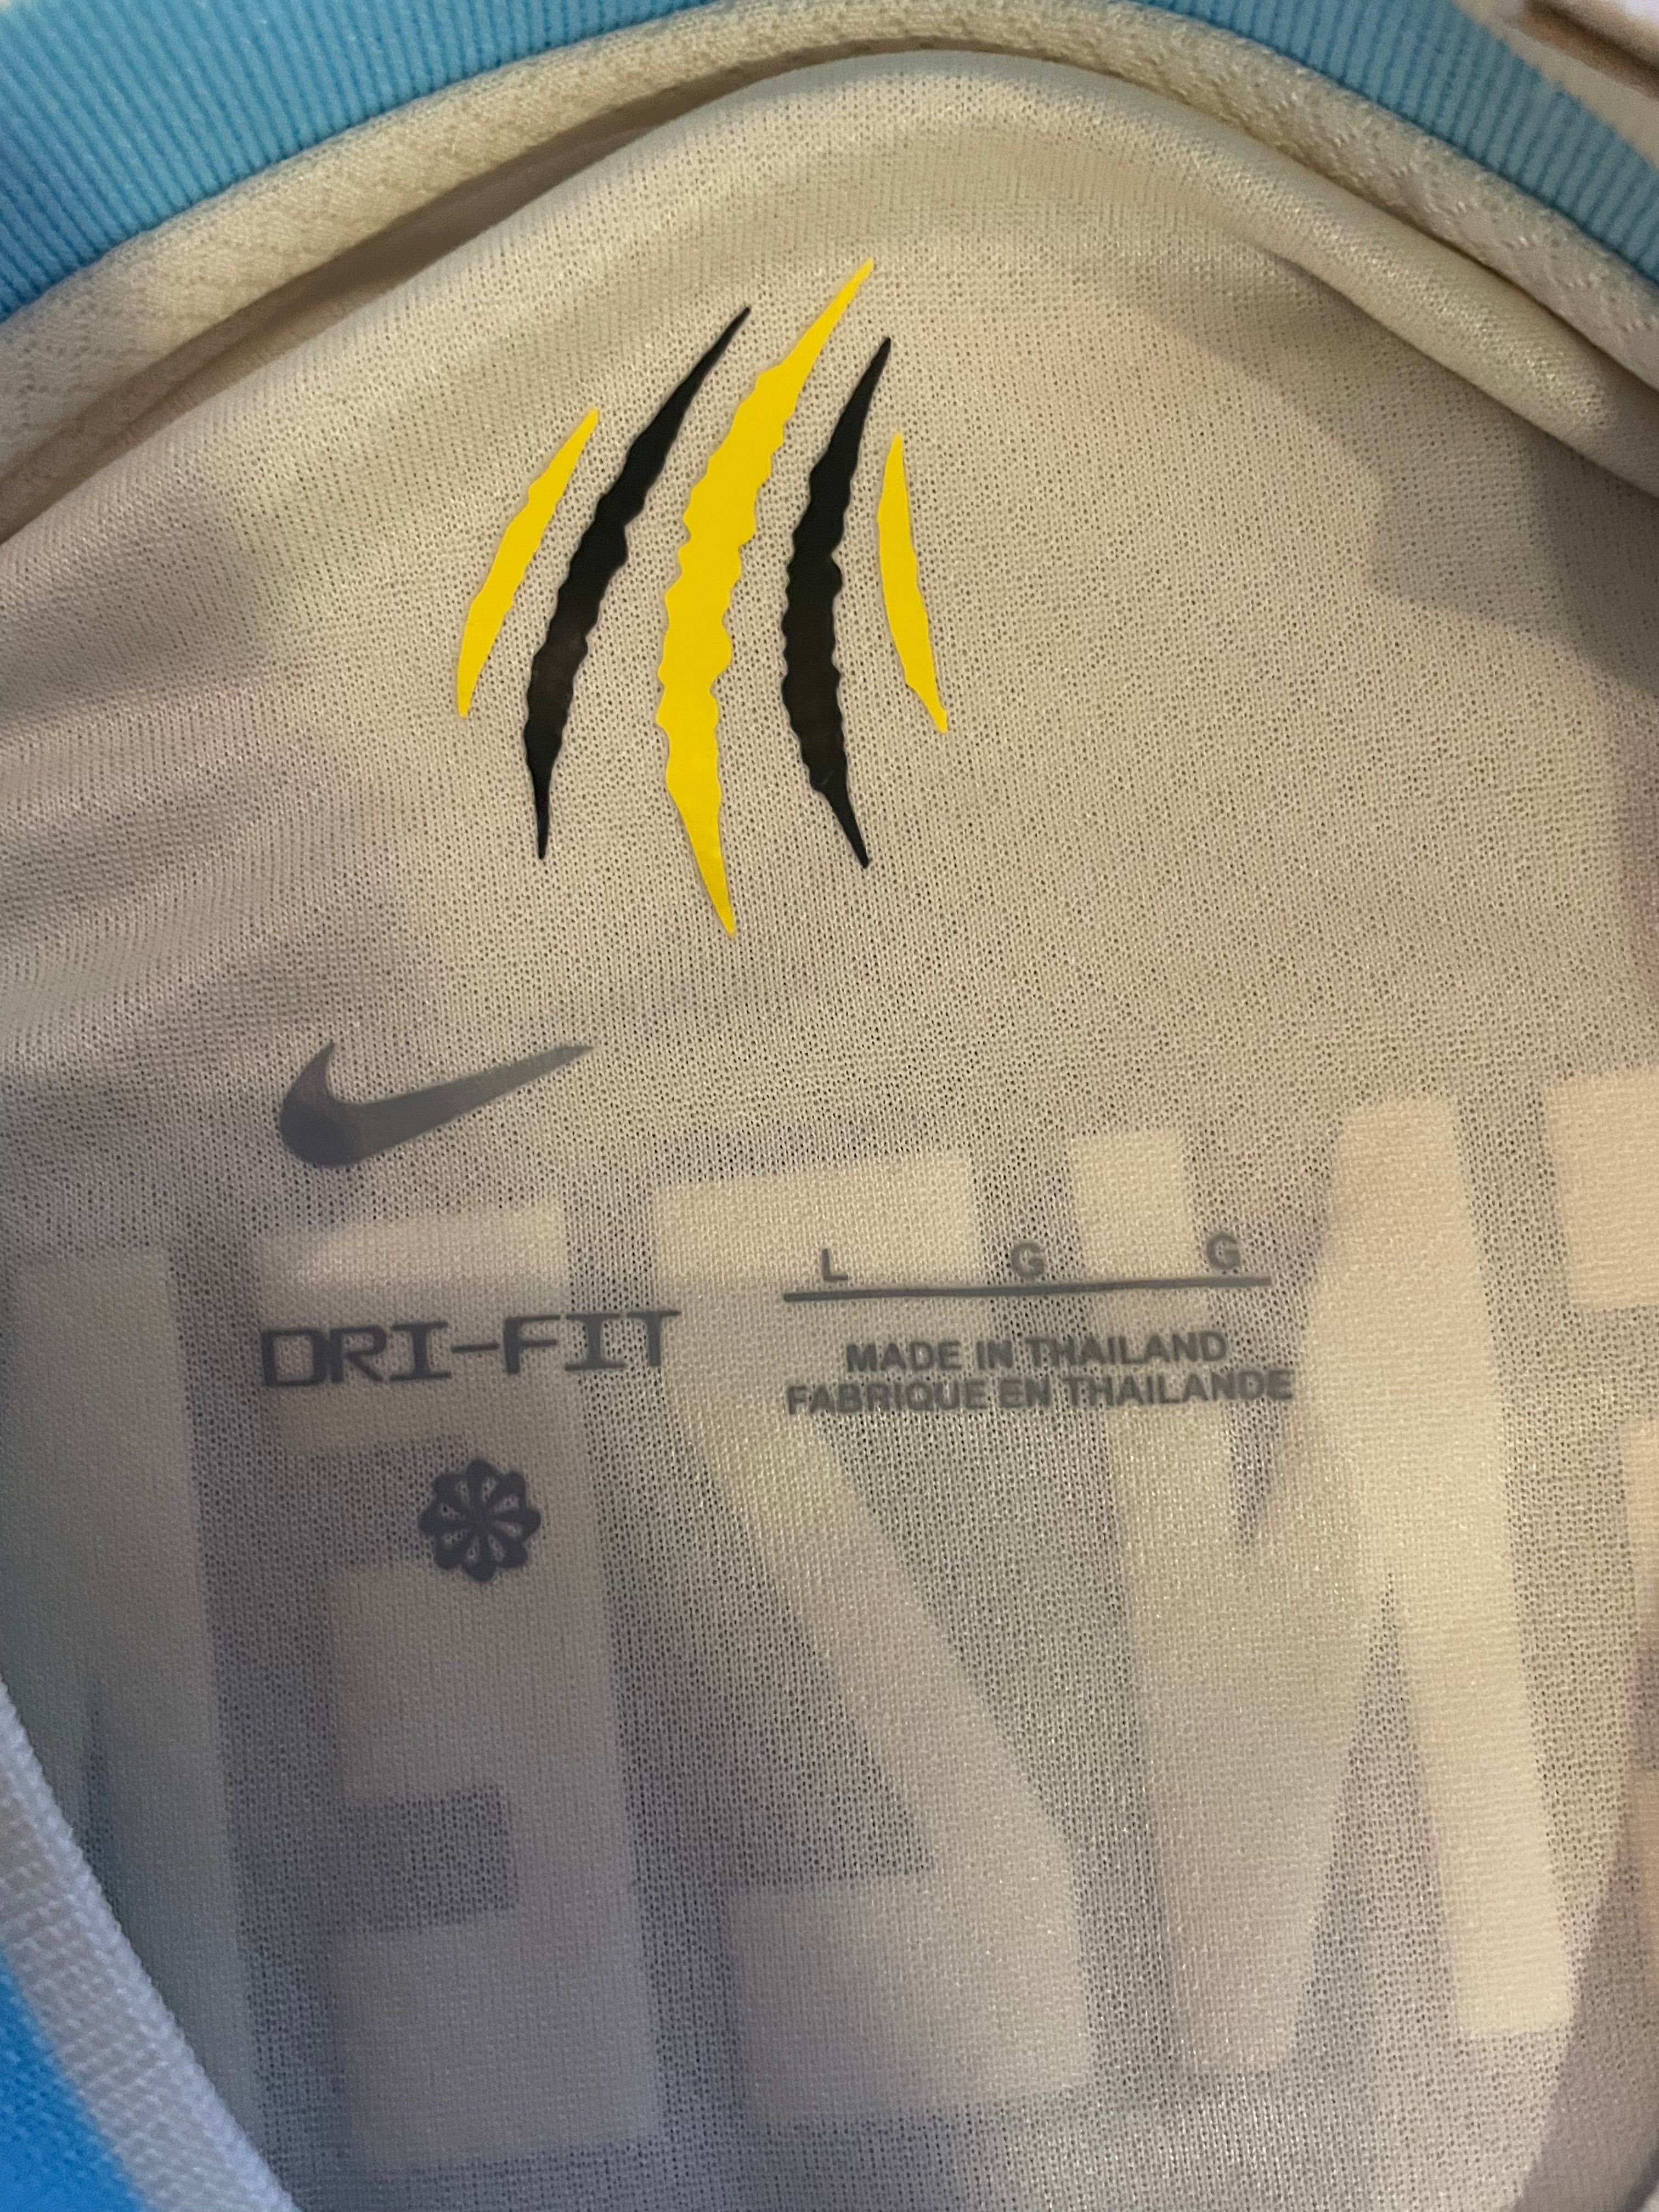 L G G
DRI-FIT
MADE IN THAILAND
FABRIQUE EN THAILANDE